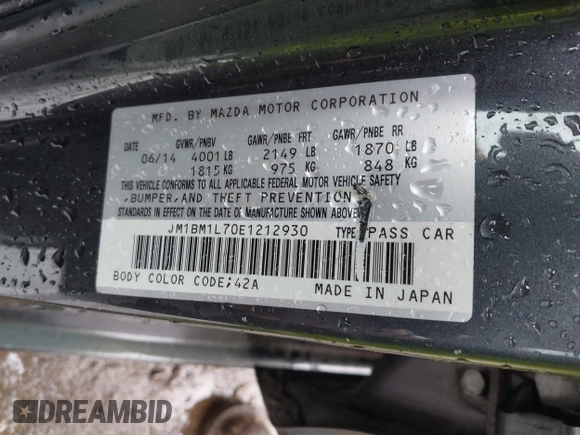 MFD. BY MAZDA MOTOR CORPORATION
DATE GVWR/PNBV GAWR/PNBE FRT GAWR/PNBE RR
06/14 4001 LB 2149 LB 1870 LB
1815 KG 975 KG 848 KG
THIS VEHICLE CONFORMS TO ALL APPLICABLE FEDERAL MOTOR VEHICLE SAFETY
,BUMPER,AND THEFT PREVENTION
STANDARDS IN EFFECT ON THE DATE OF MANUFACTURE SHOWN ABOVE
JM1BM1L70E1212930 TYPE PASS CAR
BODY COLOR CODE;42A MADE IN JAPAN
DREAMBID